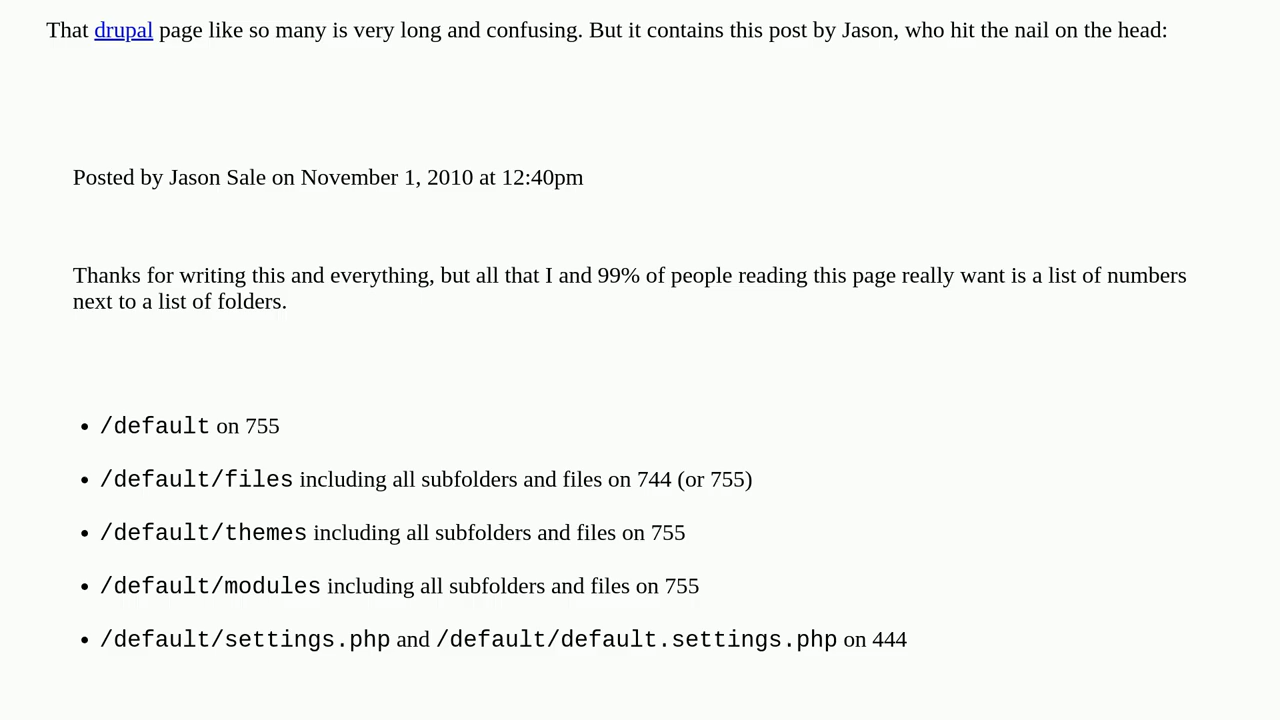 That drupal page like so many is very long and confusing. But it contains this post by Jason, who hit the nail on the head:
Posted by Jason Sale on November 1, 2010 at 12:40pm
Thanks for writing this and everything, but all that I and 99% of people reading this page really want is a list of numbers
next to a list of folders.
• /default on 755
• /default/files including all subfolders and files on 744 (or 755)
• /default/themes including all subfolders and files on 755
• /default/modules including all subfolders and files on 755
• /default/settings.php and /default/default.settings.php on 444